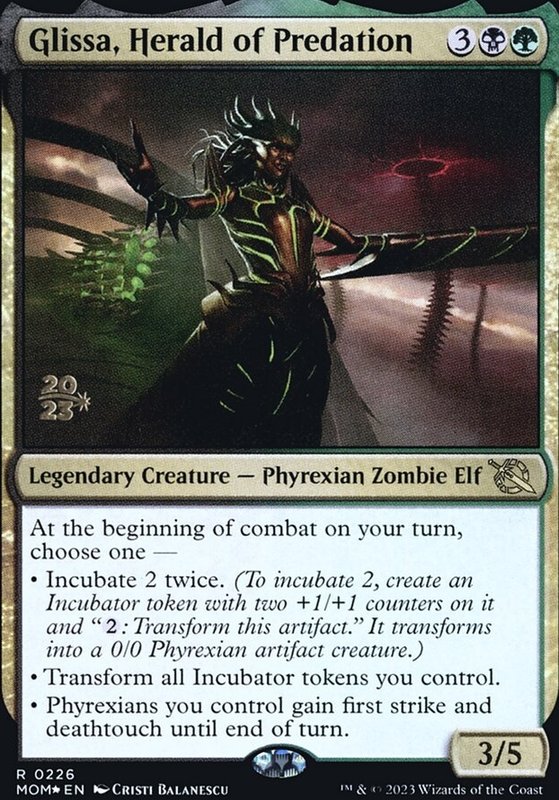 Glissa, Herald of Predation 3
20
23
Legendary Creature — Phyrexian Zombie Elf
At the beginning of combat on your turn,
choose one —
• Incubate 2 twice. (To incubate 2, create an
Incubator token with two +1/+1 counters on it
and “2: Transform this artifact.” It transforms
into a 0/0 Phyrexian artifact creature.)
• Transform all Incubator tokens you control.
• Phyrexians you control gain first strike and
deathtouch until end of turn.
3/5
R 0226
MOM★EN Cristi Balanescu
™ & © 2023 Wizards of the Coast